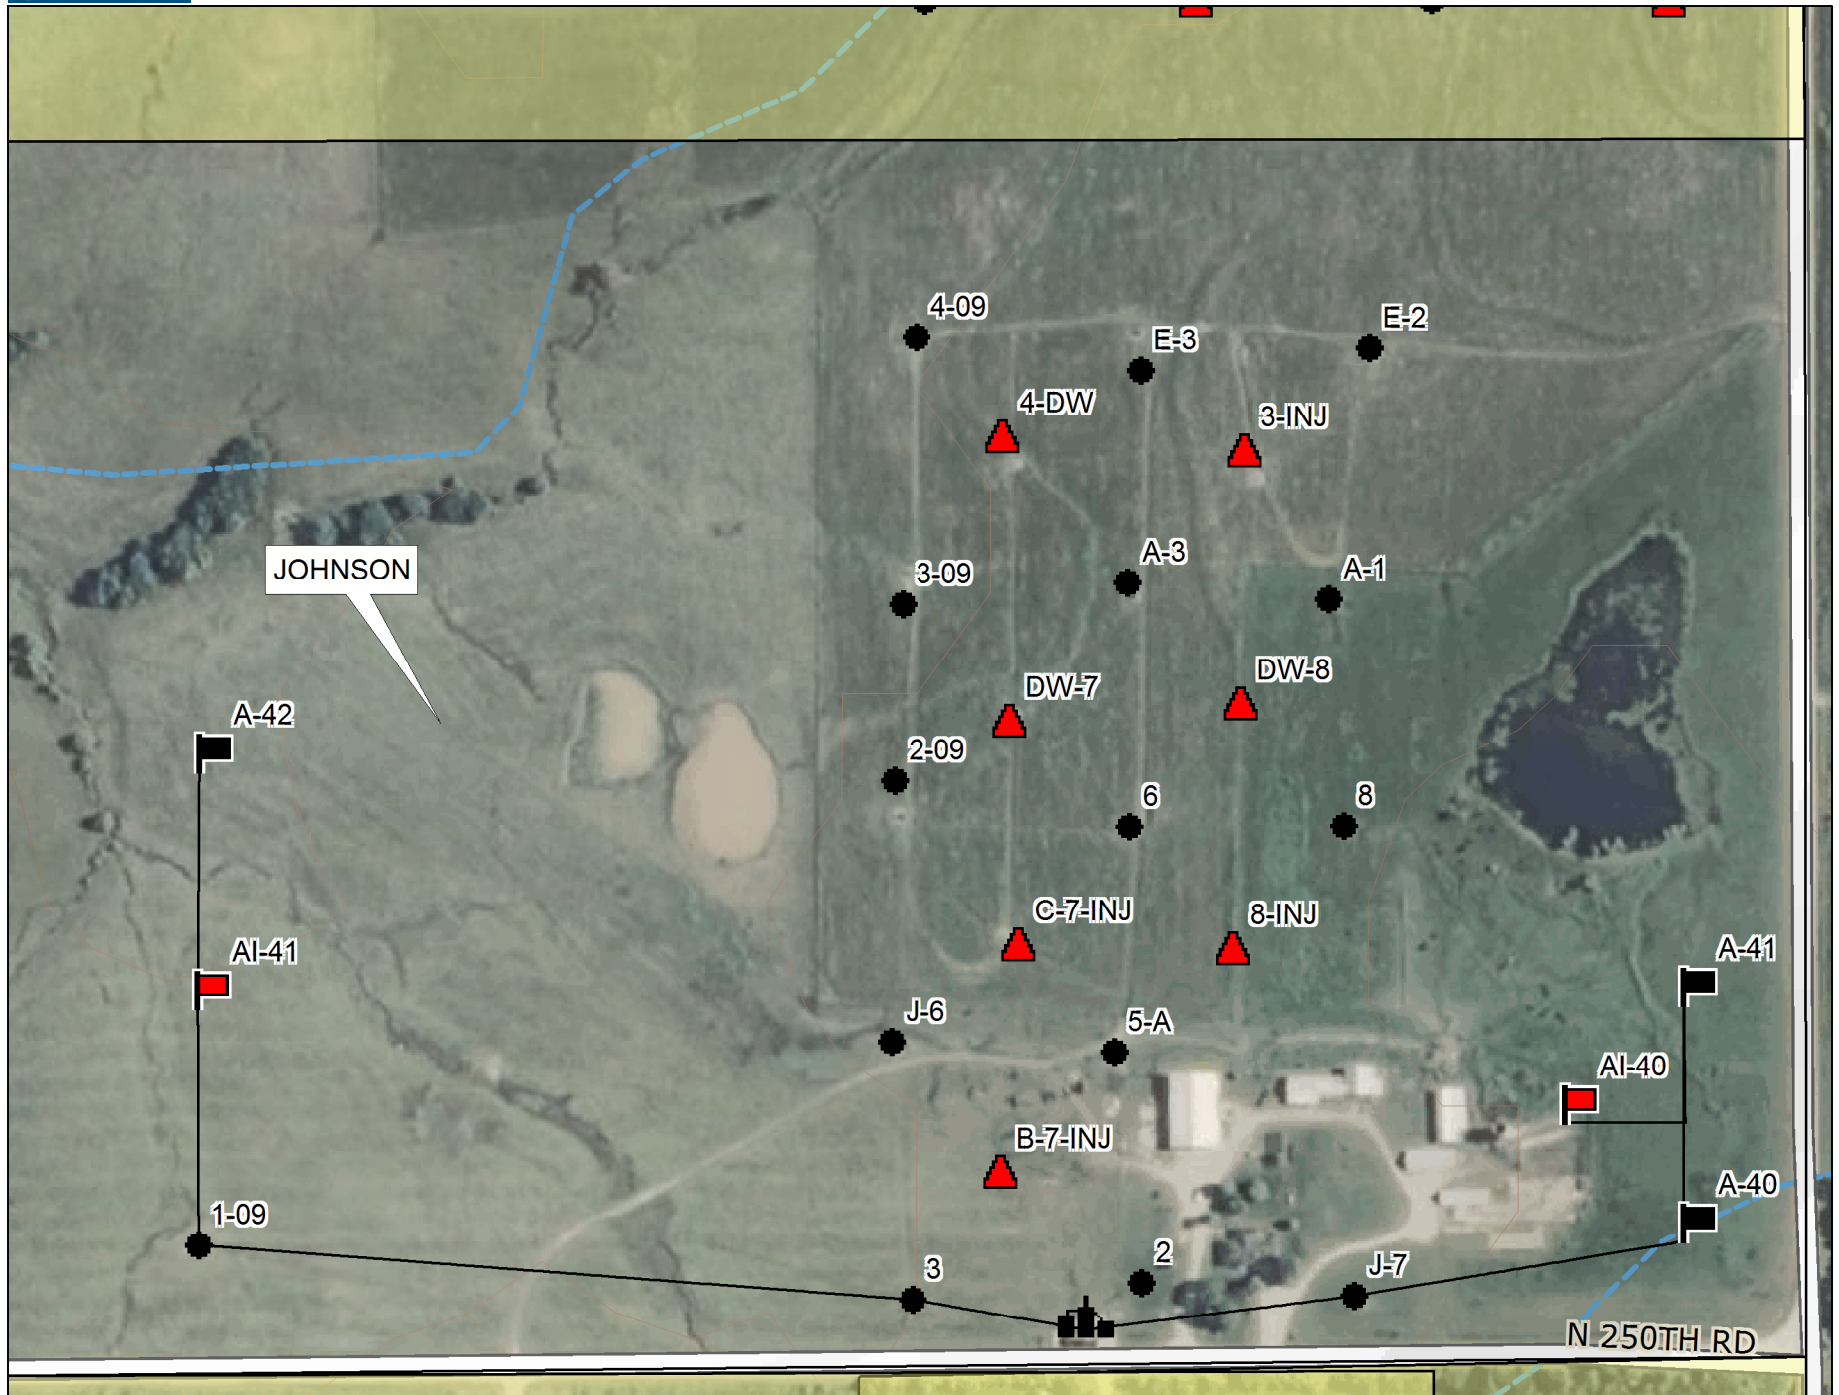 4-09
E-2
E-3
4-DW
3-INJ
A-3
A-1
3-09
JOHNSON
DW-8
DW-7
A-42
2-09
6
8
C-7-INJ
8-INJ
AI-41
A-41
J-6
5-A
AI-40
B-7-INJ
A-40
1-09
2
J-7
3
N 250TH RD